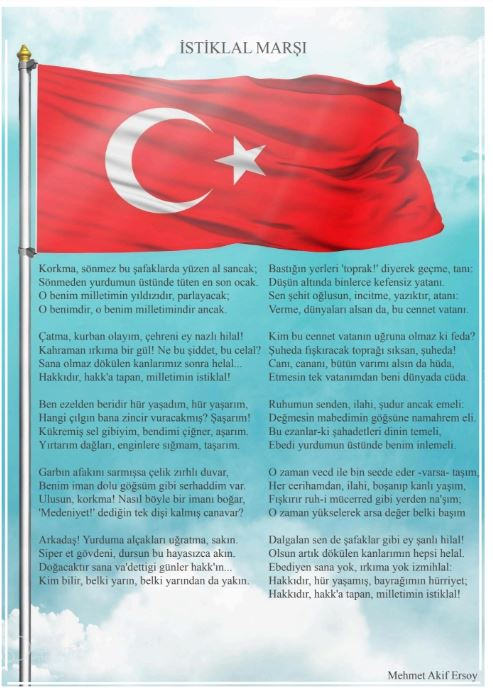 İSTİKLAL MARŞI
Korkma, sönmez bu şafaklarda yüzen al sancak;
Sönmeden yurdumun üstünde tüten en son ocak.
O benim milletimin yıldızıdır, parlayacak;
O benimdir, o benim milletimindir ancak.
Çatma, kurban olayım, çehreni ey nazlı hilal!
Kahraman ırkıma bir gül! Ne bu şiddet, bu celal?
Sana olmaz dökülen kanlarımız sonra helal...
Hakkıdır, hakk'a tapan, milletimin istiklal!
Ben ezelden beridir hür yaşadım, hür yaşarım,
Hangi çılgın bana zincir vuracakmış? Şaşarım!
Kükremiş sel gibiyim, bendimi çiğner, aşarım.
Yırtarım dağları, enginlere sığmam, taşarım.
Garbın afakını sarmışsa çelik zırhlı duvar,
Benim iman dolu göğsüm gibi serhaddim var.
Ulusun, korkma! Nasıl böyle bir imanı boğar,
'Medeniyet!' dediğin tek dişi kalmış canavar?
Arkadaş! Yurduma alçakları uğratma, sakın.
Siper et gövdeni, dursun bu hayasızca akın.
Doğacaktır sana va'dettigi günler hakk'ın...
Kim bilir, belki yarın, belki yarından da yakın.
Bastığın yerleri 'toprak!' diyerek geçme, tanı:
Düşün altında binlerce kefensiz yatanı.
Sen şehit oğlusun, incitme, yazıktır, atanı:
Verme, dünyaları alsan da, bu cennet vatanı.
Kim bu cennet vatanın uğruna olmaz ki feda?
Şuheda fışkıracak toprağı sıksan, şuheda!
Canı, cananı, bütün varımı alsın da hüda,
Etmesin tek vatanımdan beni dünyada cüda.
Ruhumun senden, ilahi, şudur ancak emeli:
Değmesin mabedimin göğsüne namahrem eli.
Bu ezanlar-ki şahadetleri dinin temeli,
Ebedi yurdumun üstünde benim inlemeli.
O zaman vecd ile bin secde eder -varsa- taşım,
Her cerihamdan, ilahi, boşanıp kanlı yaşım,
Fışkırır ruh-i mücerred gibi yerden na'şim;
O zaman yükselerek arsa değer belki başım
Dalgalan sen de şafaklar gibi ey şanlı hilal!
Olsun artık dökülen kanlarımın hepsi helal.
Ebediyen sana yok, ırkıma yok izmihlal:
Hakkıdır, hür yaşamış, bayrağımın hürriyet;
Hakkıdır, hakk'a tapan, milletimin istiklal!
Mehmet Akif Ersoy